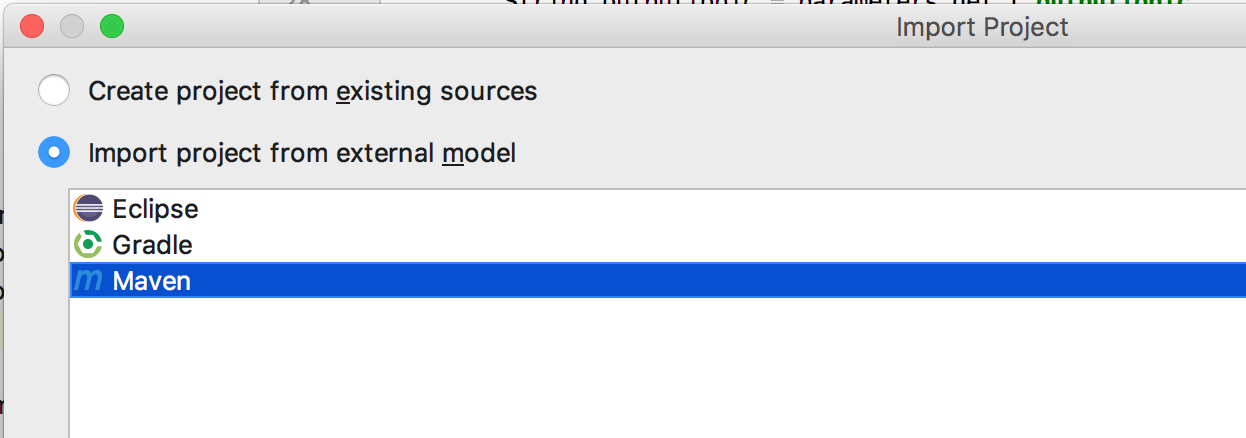 Import Project
Create project from existing sources
Import project from external model
Eclipse
Gradle
Maven